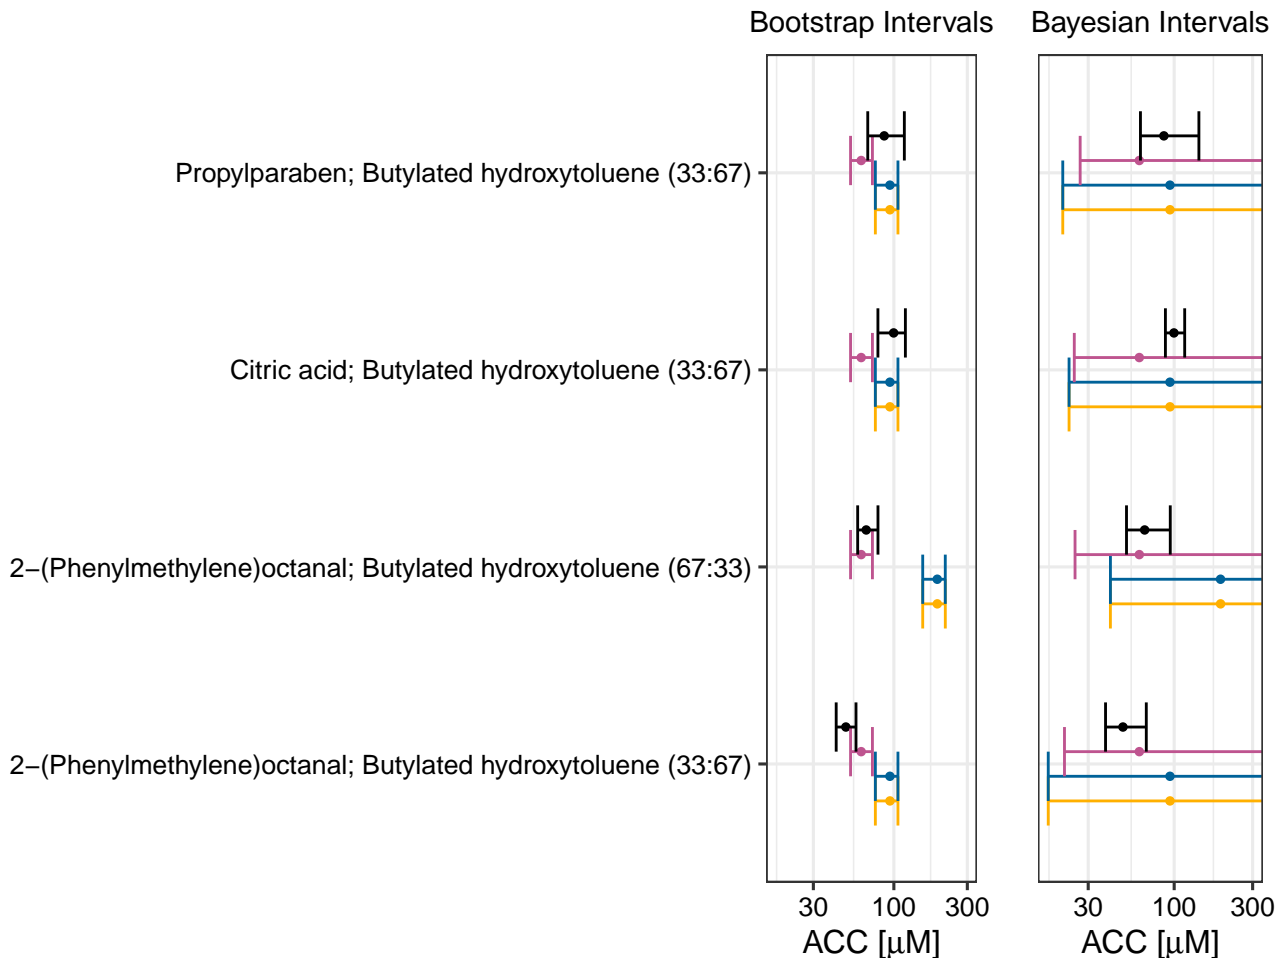 Bootstrap Intervals
Bayesian Intervals
Propylparaben; Butylated hydroxytoluene (33:67)
Citric acid; Butylated hydroxytoluene (33:67)
2−(Phenylmethylene)octanal; Butylated hydroxytoluene (67:33)
2−(Phenylmethylene)octanal; Butylated hydroxytoluene (33:67)
30 100 300
30 100 300
ACC [μM]
ACC [μM]